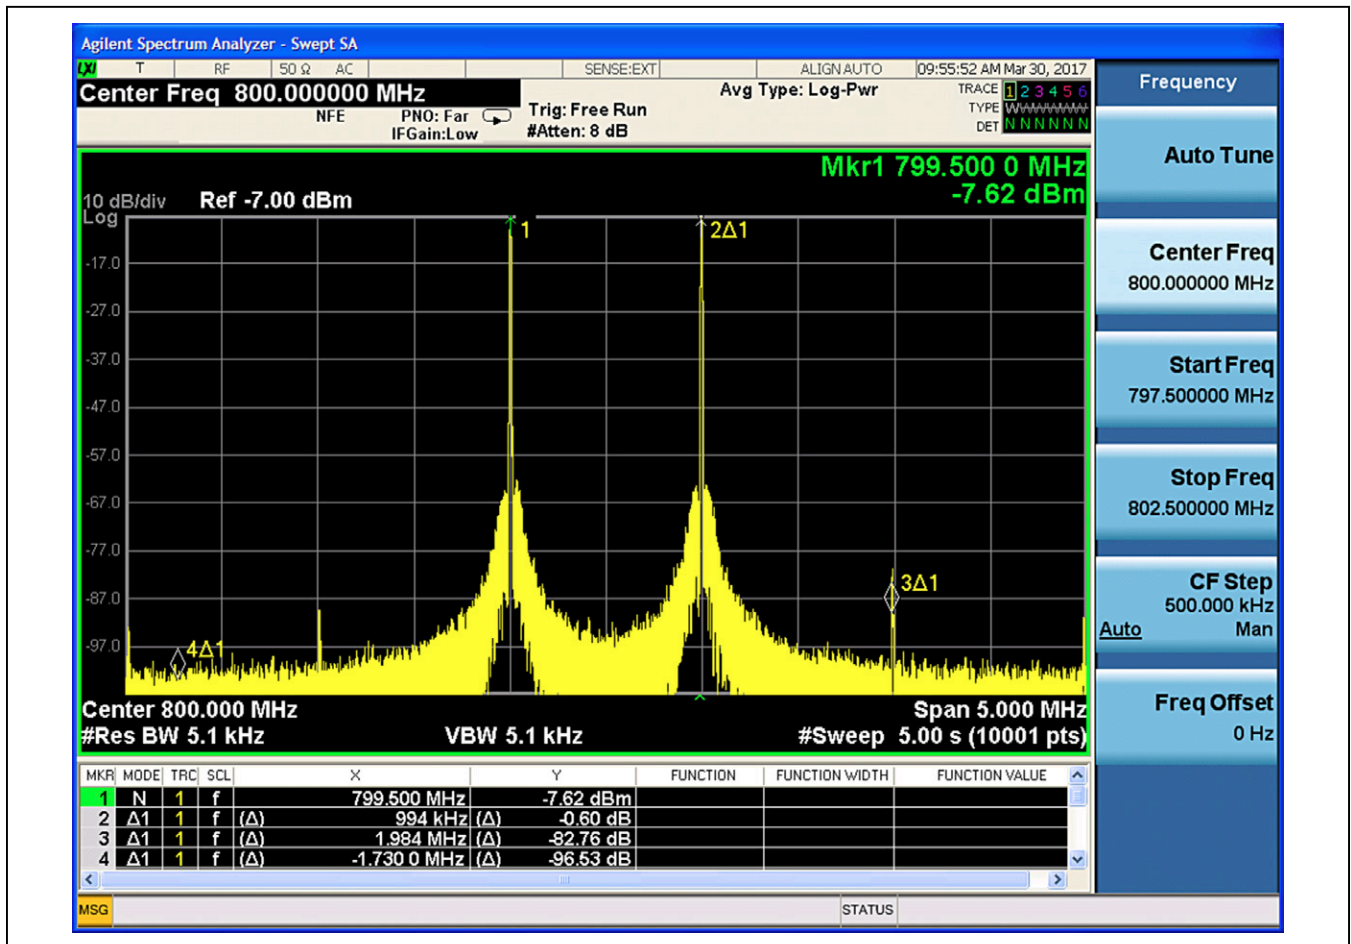 Agilent Spectrum Analyzer - Swept SA
LXI T RF 50 Ω AC SENSE:EXT ALIGN AUTO 09:55:52 AM Mar 30, 2017
Center Freq 800.000000 MHz
NFE PNO: Far IFGain:Low
Trig: Free Run
#Atten: 8 dB
Avg Type: Log-Pwr
TRACE 1 2 3 4 5 6
TYPE WWWWWW
DET N N N N N N
Mkr1 799.500 0 MHz
-7.62 dBm
10 dB/div Ref -7.00 dBm
Log
1
2Δ1
-17.0
-27.0
-37.0
-47.0
-57.0
-67.0
-77.0
3Δ1
-87.0
-97.0
4Δ1
Center 800.000 MHz Span 5.000 MHz
#Res BW 5.1 kHz VBW 5.1 kHz #Sweep 5.00 s (10001 pts)
MKR MODE TRC SCL X Y FUNCTION FUNCTION WIDTH FUNCTION VALUE
1 N 1 f 799.500 MHz -7.62 dBm
2 Δ1 1 f (Δ) 994 kHz (Δ) -0.60 dB
3 Δ1 1 f (Δ) 1.984 MHz (Δ) -82.76 dB
4 Δ1 1 f (Δ) -1.730 0 MHz (Δ) -96.53 dB
MSG STATUS
Frequency
Auto Tune
Center Freq
800.000000 MHz
Start Freq
797.500000 MHz
Stop Freq
802.500000 MHz
CF Step
500.000 kHz
Auto Man
Freq Offset
0 Hz